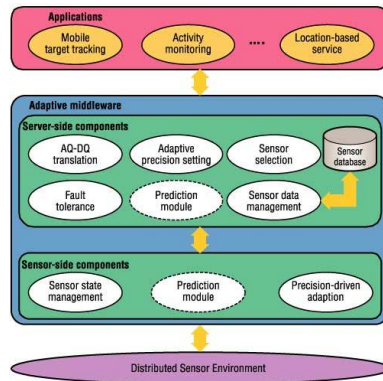 Applications
Mobile
target tracking
Activity
monitoring
....
Location-based
service
Adaptive middleware
Server-side components
AQ-DQ
translation
Adaptive
precision setting
Sensor
selection
Sensor
database
Fault
tolerance
Prediction
module
Sensor data
management
Sensor-side components
Sensor state
management
Prediction
module
Precision-driven
adaption
Distributed Sensor Environment